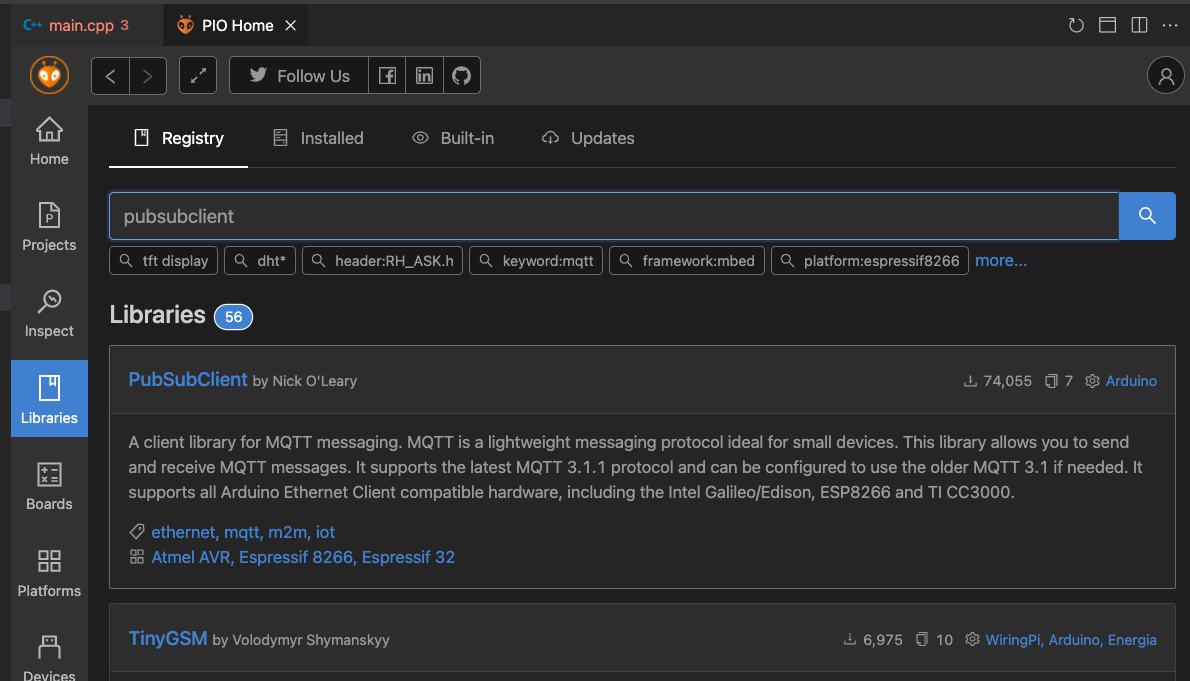 C++ main.cpp 3 PIO Home
Follow Us
Registry Installed Built-in Updates
Home
Projects
Inspect
Libraries
Boards
Platforms
Devices
pubsubclient
tft display dht* header:RH_ASK.h keyword:mqtt framework:mbed platform:espressif8266 more...
Libraries 56
PubSubClient by Nick O'Leary 74,055 7 Arduino
A client library for MQTT messaging. MQTT is a lightweight messaging protocol ideal for small devices. This library allows you to send
and receive MQTT messages. It supports the latest MQTT 3.1.1 protocol and can be configured to use the older MQTT 3.1 if needed. It
supports all Arduino Ethernet Client compatible hardware, including the Intel Galileo/Edison, ESP8266 and TI CC3000.
ethernet, mqtt, m2m, iot
Atmel AVR, Espressif 8266, Espressif 32
TinyGSM by Volodymyr Shymanskyy 6,975 10 WiringPi, Arduino, Energia